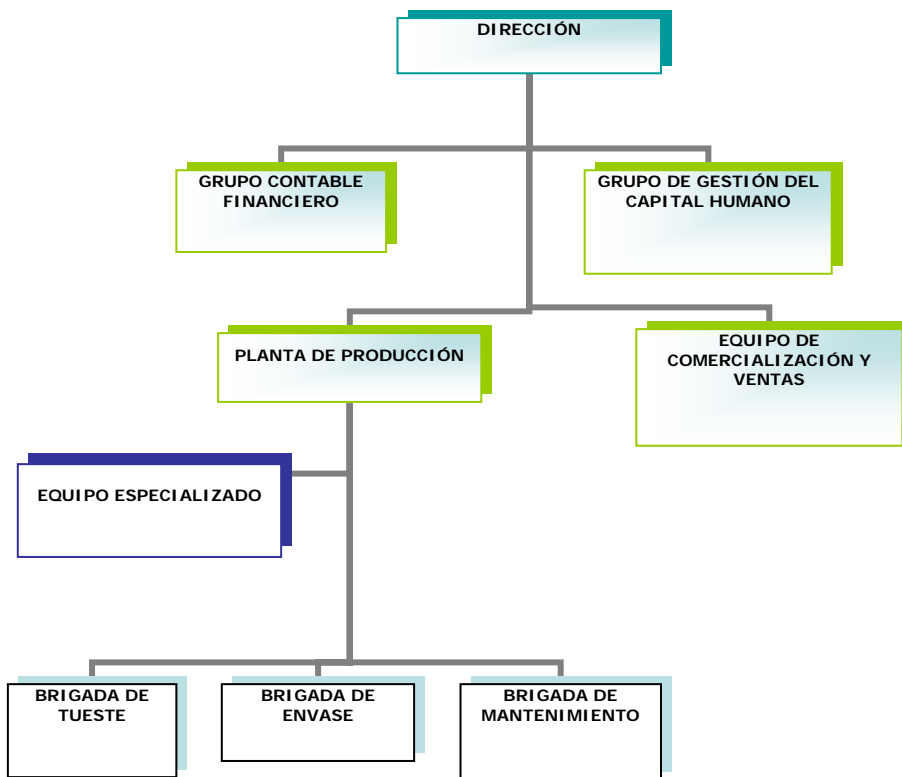 DIRECCIÓN
GRUPO CONTABLE
FINANCIERO
GRUPO DE GESTIÓN DEL
CAPITAL HUMANO
PLANTA DE PRODUCCIÓN
EQUIPO DE
COMERCIALIZACIÓN Y
VENTAS
EQUIPO ESPECIALIZADO
BRIGADA DE
TUESTE
BRIGADA DE
ENVASE
BRIGADA DE
MANTENIMIENTO